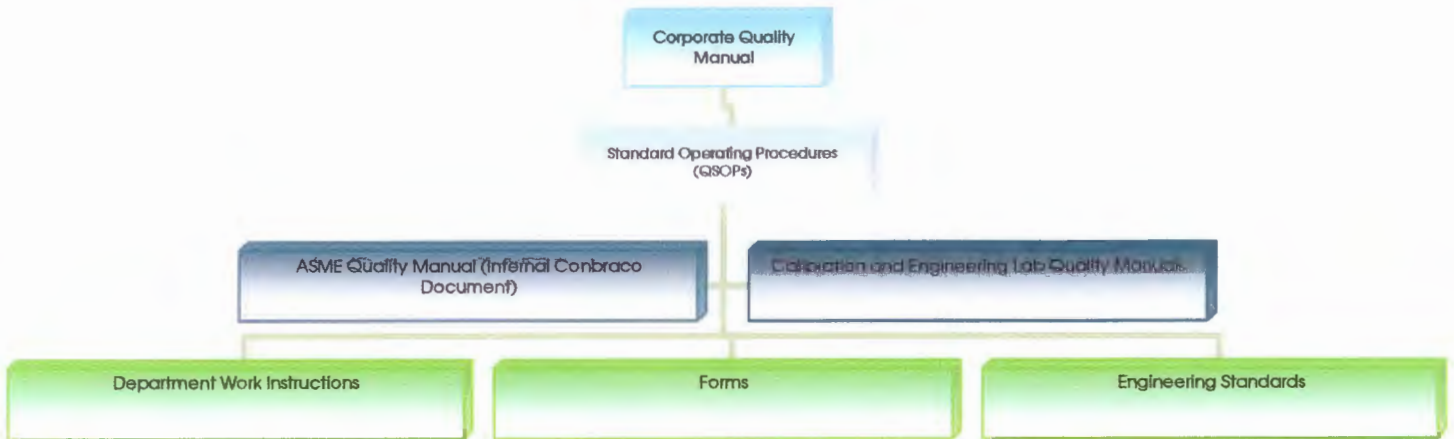 Corporate Quality
Manual
Standard Operating Procedures
(QSOPs)
ASME Quality Manual (Internal Conbraco
Document)
Calibration and Engineering Lab Quality Manuals
Department Work Instructions
Forms
Engineering Standards